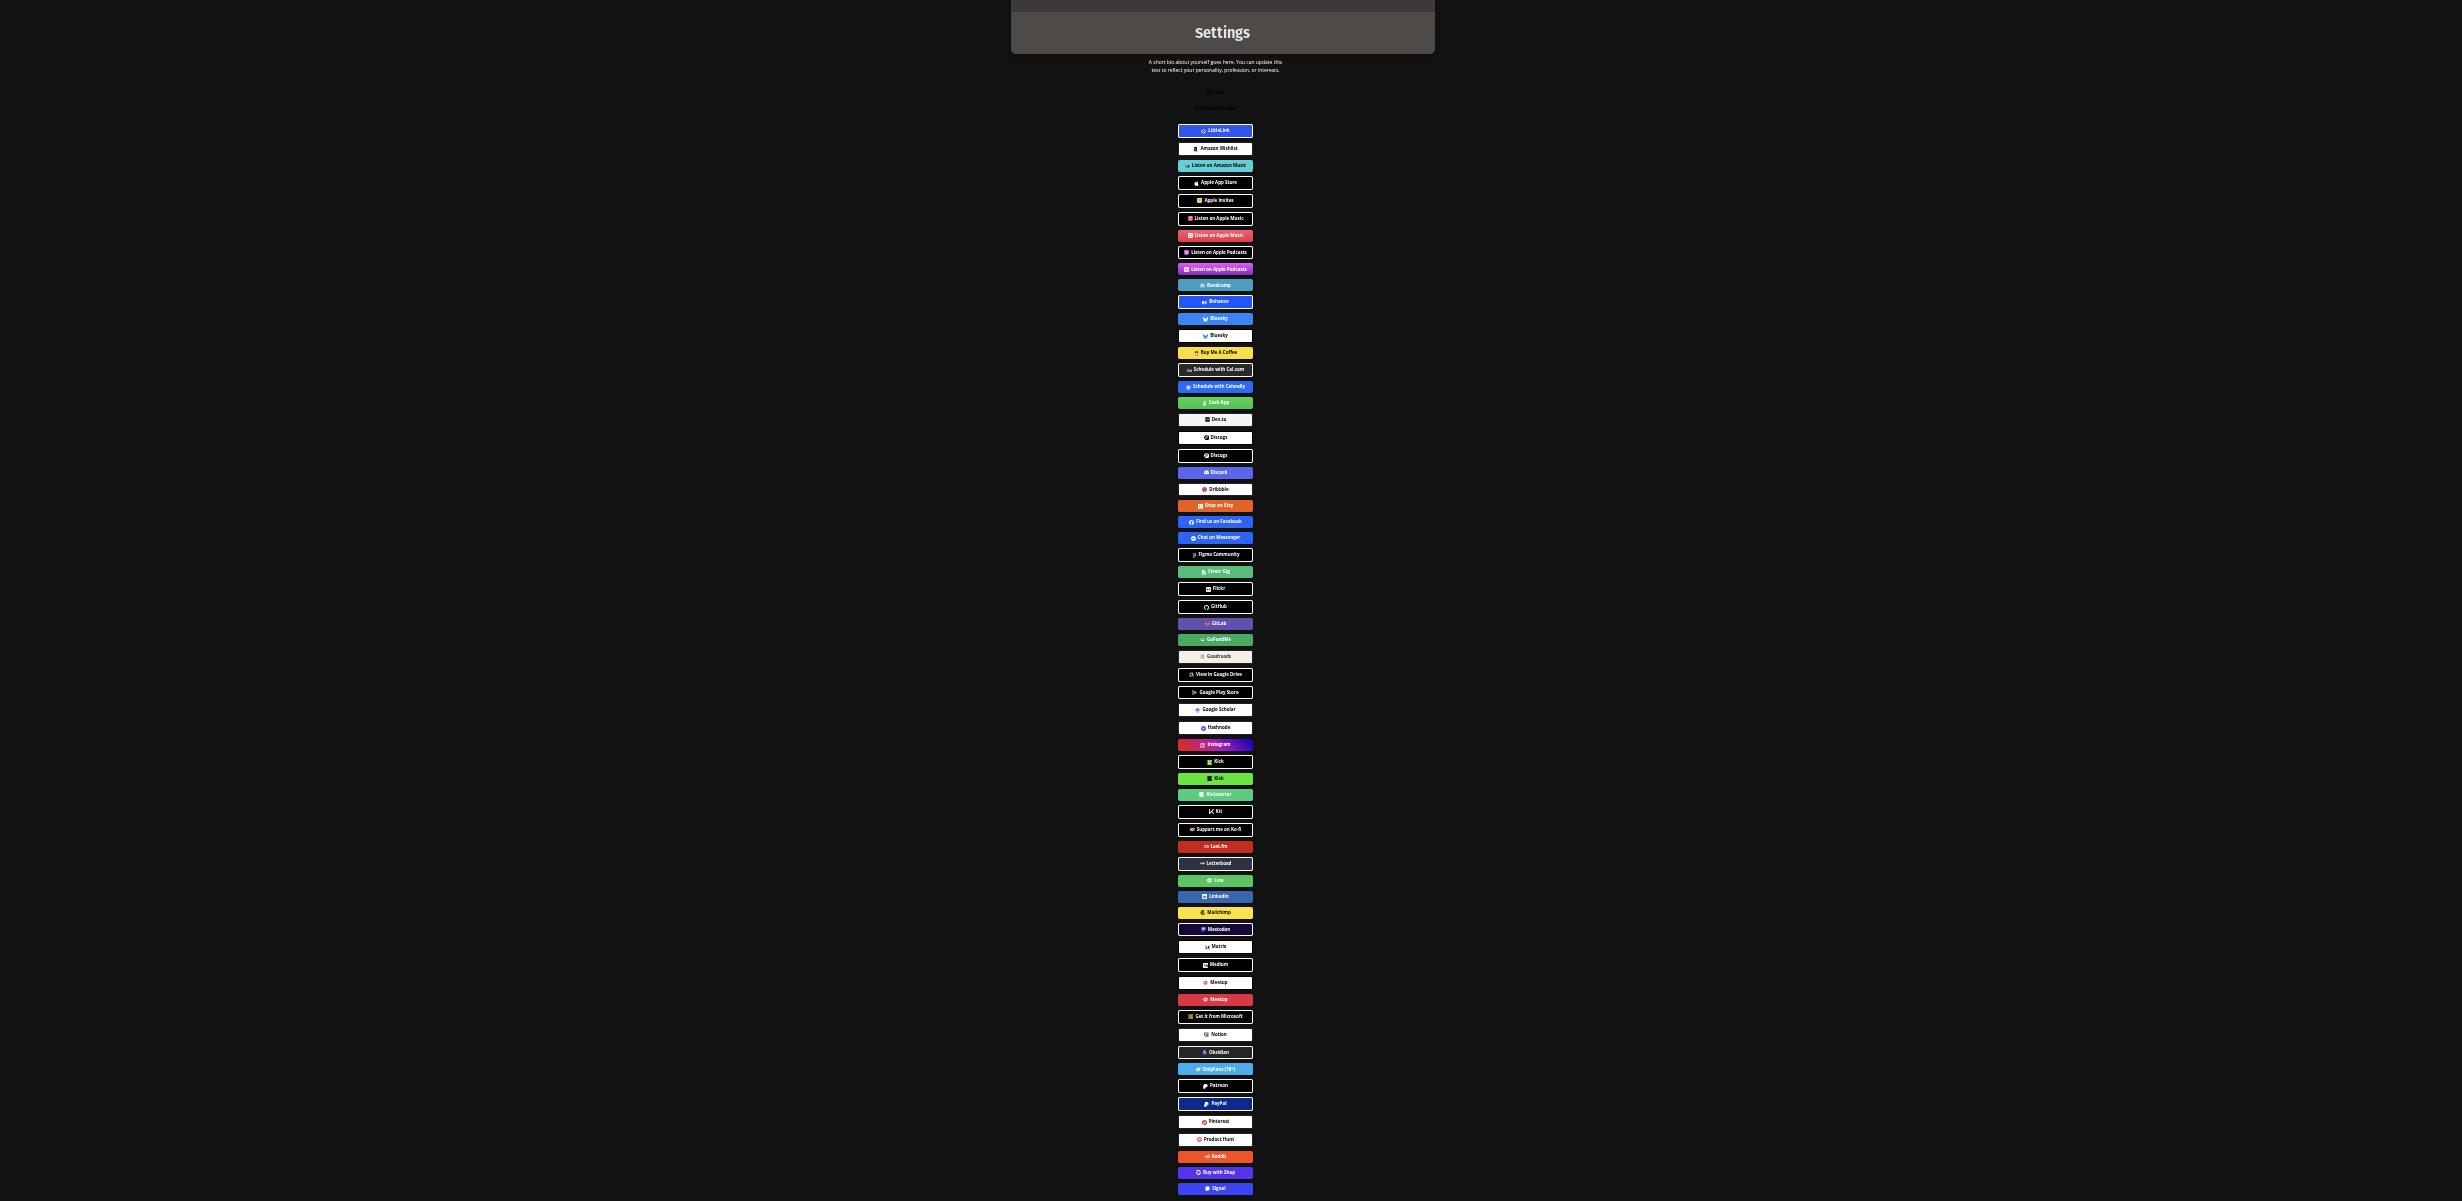 Settings
A short bio about yourself goes here. You can update this
text to reflect your personality, profession, or interests.
LittleLink
Amazon Wishlist
Listen on Amazon Music
Apple App Store
Apple Invites
Listen on Apple Music
Listen on Apple Music
Listen on Apple Podcasts
Listen on Apple Podcasts
Bandcamp
Behance
Bluesky
Bluesky
Buy Me A Coffee
Schedule with Cal.com
Schedule with Calendly
Cash App
Dev.to
Discogs
Discogs
Discord
Dribbble
Shop on Etsy
Find us on Facebook
Chat on Messenger
Figma Community
Fiverr Gig
Flickr
GitHub
GitLab
GoFundMe
Goodreads
View in Google Drive
Google Play Store
Google Scholar
Hashnode
Instagram
Kick
Kick
Kickstarter
Kit
Support me on Ko-fi
Last.fm
Letterboxd
Line
LinkedIn
Mailchimp
Mastodon
Matrix
Medium
Meetup
Meetup
Get it from Microsoft
Notion
Obsidian
OnlyFans (18+)
Patreon
PayPal
Pinterest
Product Hunt
Reddit
Buy with Shop
Signal